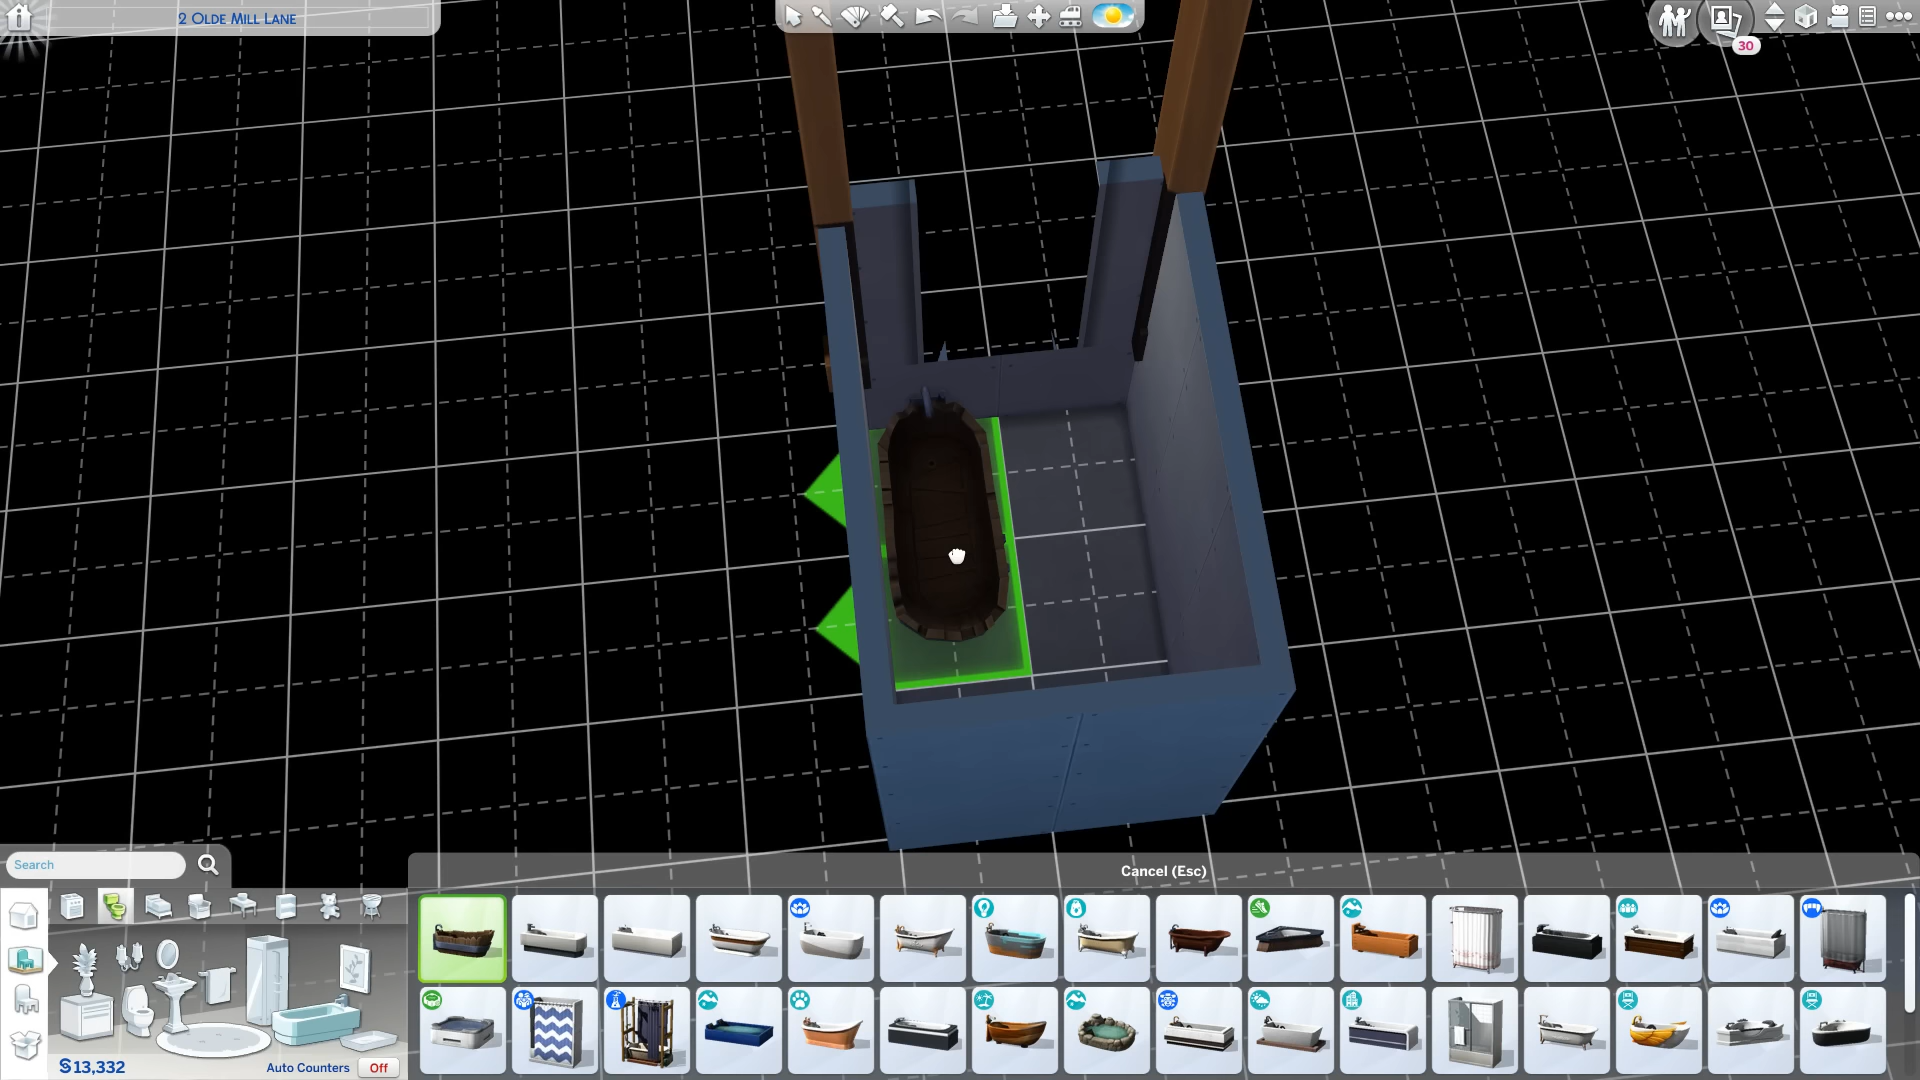 2 Olde Mill Lane
30
Search
Cancel (Esc)
§13,332
Auto Counters Off